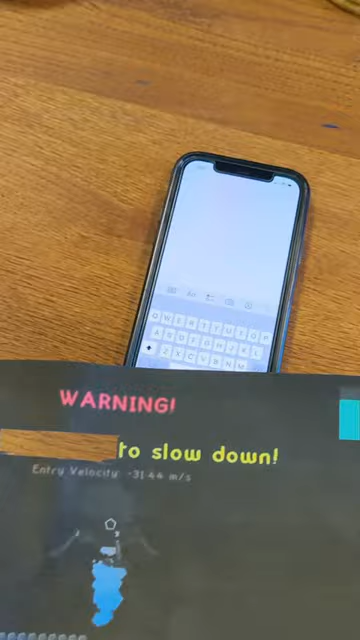 Q W E R T Y U I O P
A S D F G H J K L
Z X C V B N M
WARNING!
to slow down!
Entry Velocity: -31.44 m/s